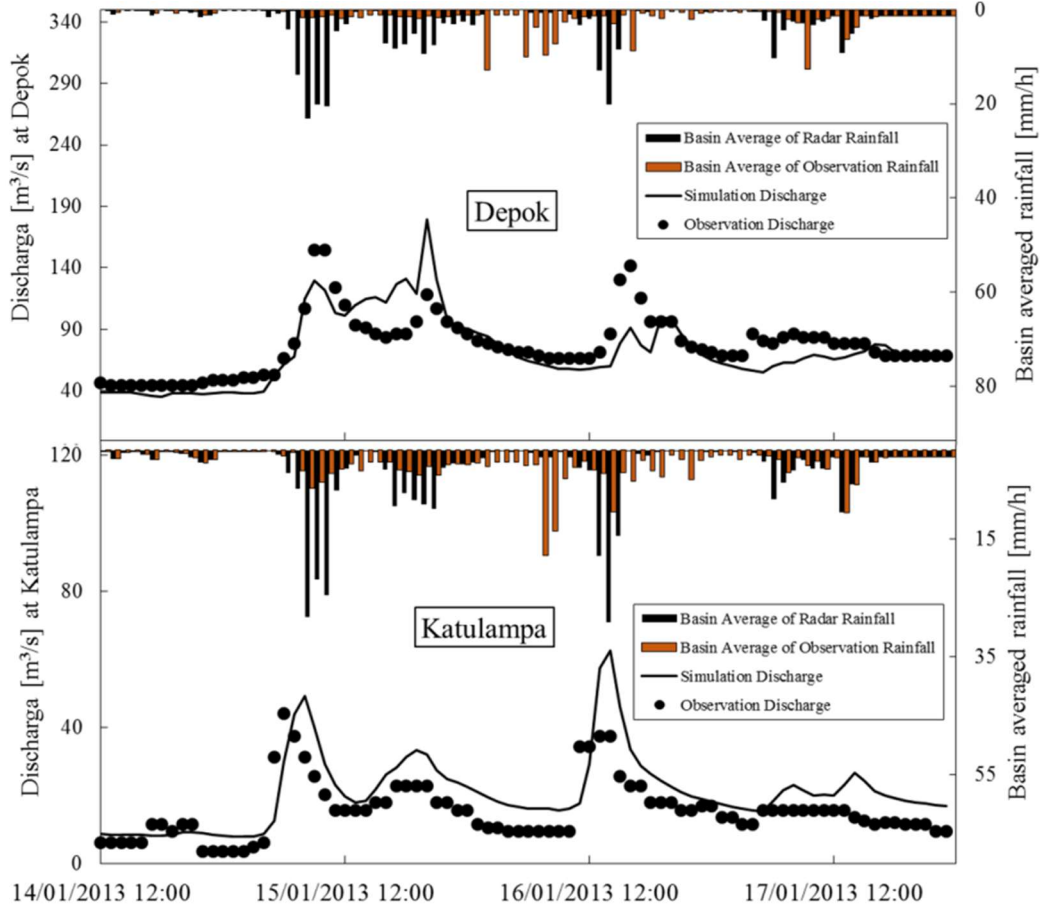 340
290
240
190
140
90
40
Discharga [m³/s] at Depok
0
20
40
60
80
Basin averaged rainfall [mm/h]
Basin Average of Radar Rainfall
Basin Average of Observation Rainfall
Simulation Discharge
Observation Discharge
Depok
120
80
40
0
Discharga [m³/s] at Katulampa
15
35
55
Basin averaged rainfall [mm/h]
Katulampa
Basin Average of Radar Rainfall
Basin Average of Observation Rainfall
Simulation Discharge
Observation Discharge
14/01/2013 12:00 15/01/2013 12:00 16/01/2013 12:00 17/01/2013 12:00